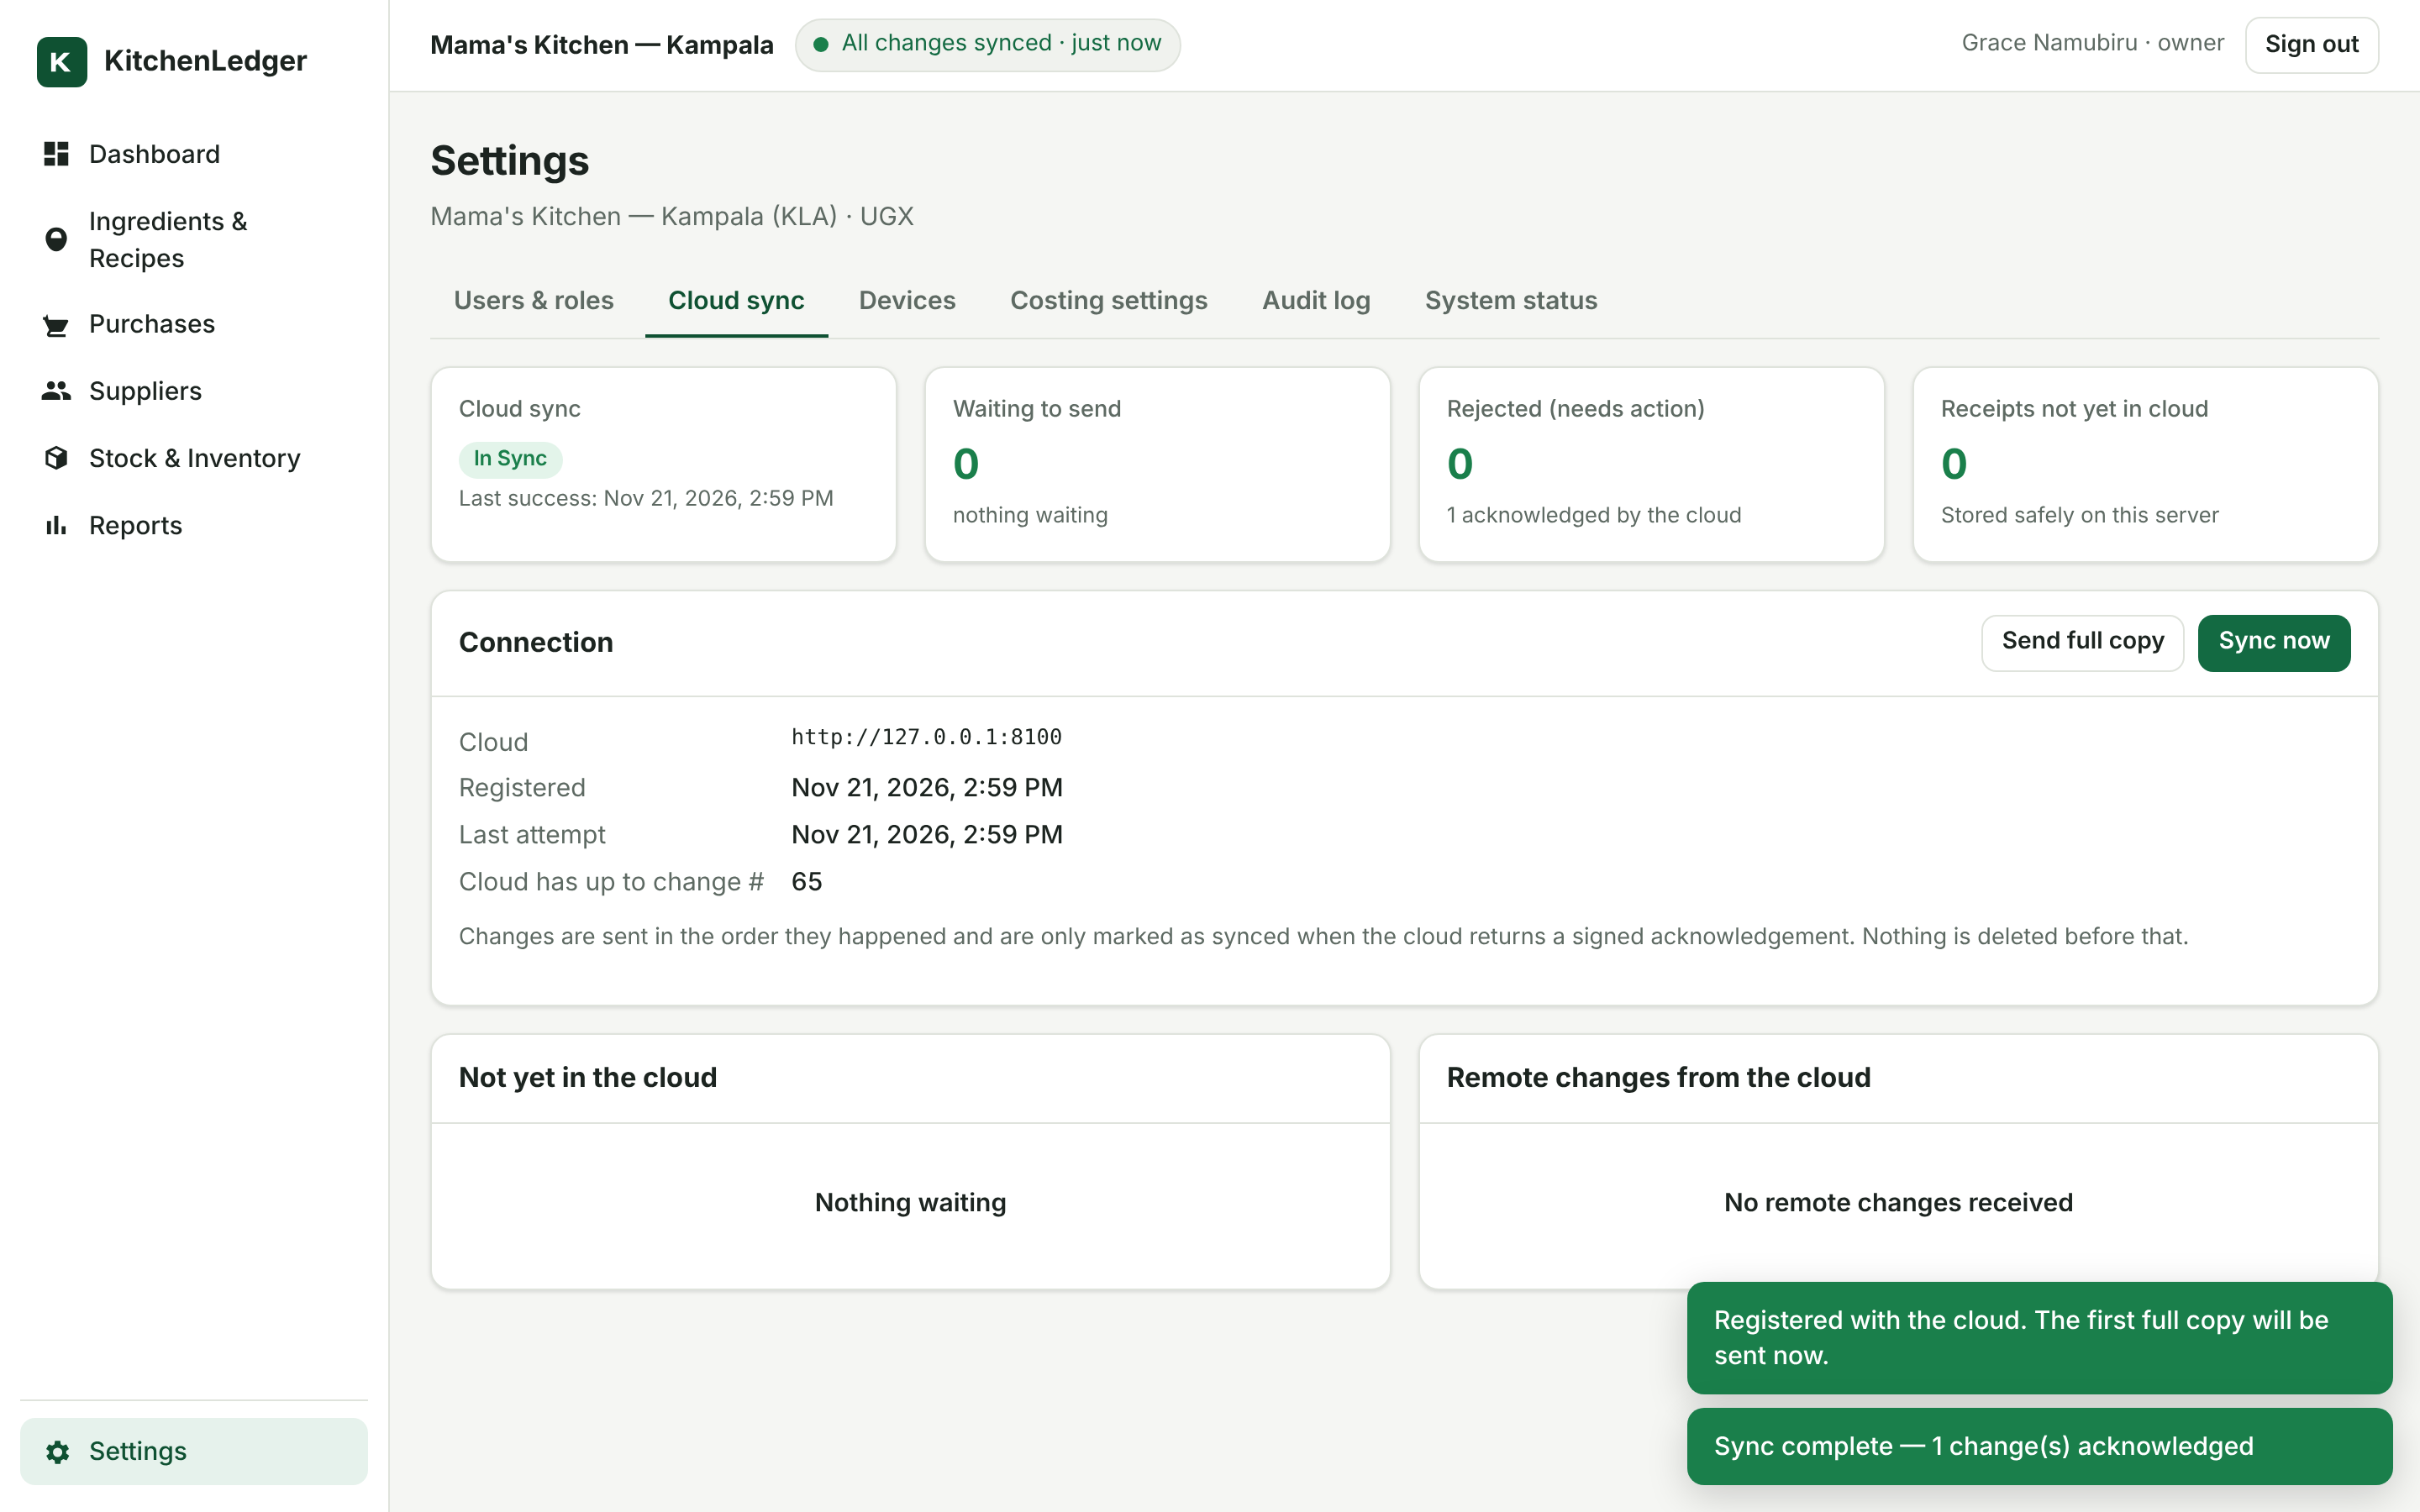 K KitchenLedger
Dashboard
Ingredients &
Recipes
Purchases
Suppliers
Stock & Inventory
Reports
Settings
Mama's Kitchen — Kampala
All changes synced · just now
Grace Namubiru · owner
Sign out
Settings
Mama's Kitchen — Kampala (KLA) · UGX
Users & roles
Cloud sync
Devices
Costing settings
Audit log
System status
Cloud sync
In Sync
Last success: Nov 21, 2026, 2:59 PM
Waiting to send
0
nothing waiting
Rejected (needs action)
0
1 acknowledged by the cloud
Receipts not yet in cloud
0
Stored safely on this server
Connection
Send full copy
Sync now
Cloud http://127.0.0.1:8100
Registered Nov 21, 2026, 2:59 PM
Last attempt Nov 21, 2026, 2:59 PM
Cloud has up to change # 65
Changes are sent in the order they happened and are only marked as synced when the cloud returns a signed acknowledgement. Nothing is deleted before that.
Not yet in the cloud
Nothing waiting
Remote changes from the cloud
No remote changes received
Registered with the cloud. The first full copy will be
sent now.
Sync complete — 1 change(s) acknowledged